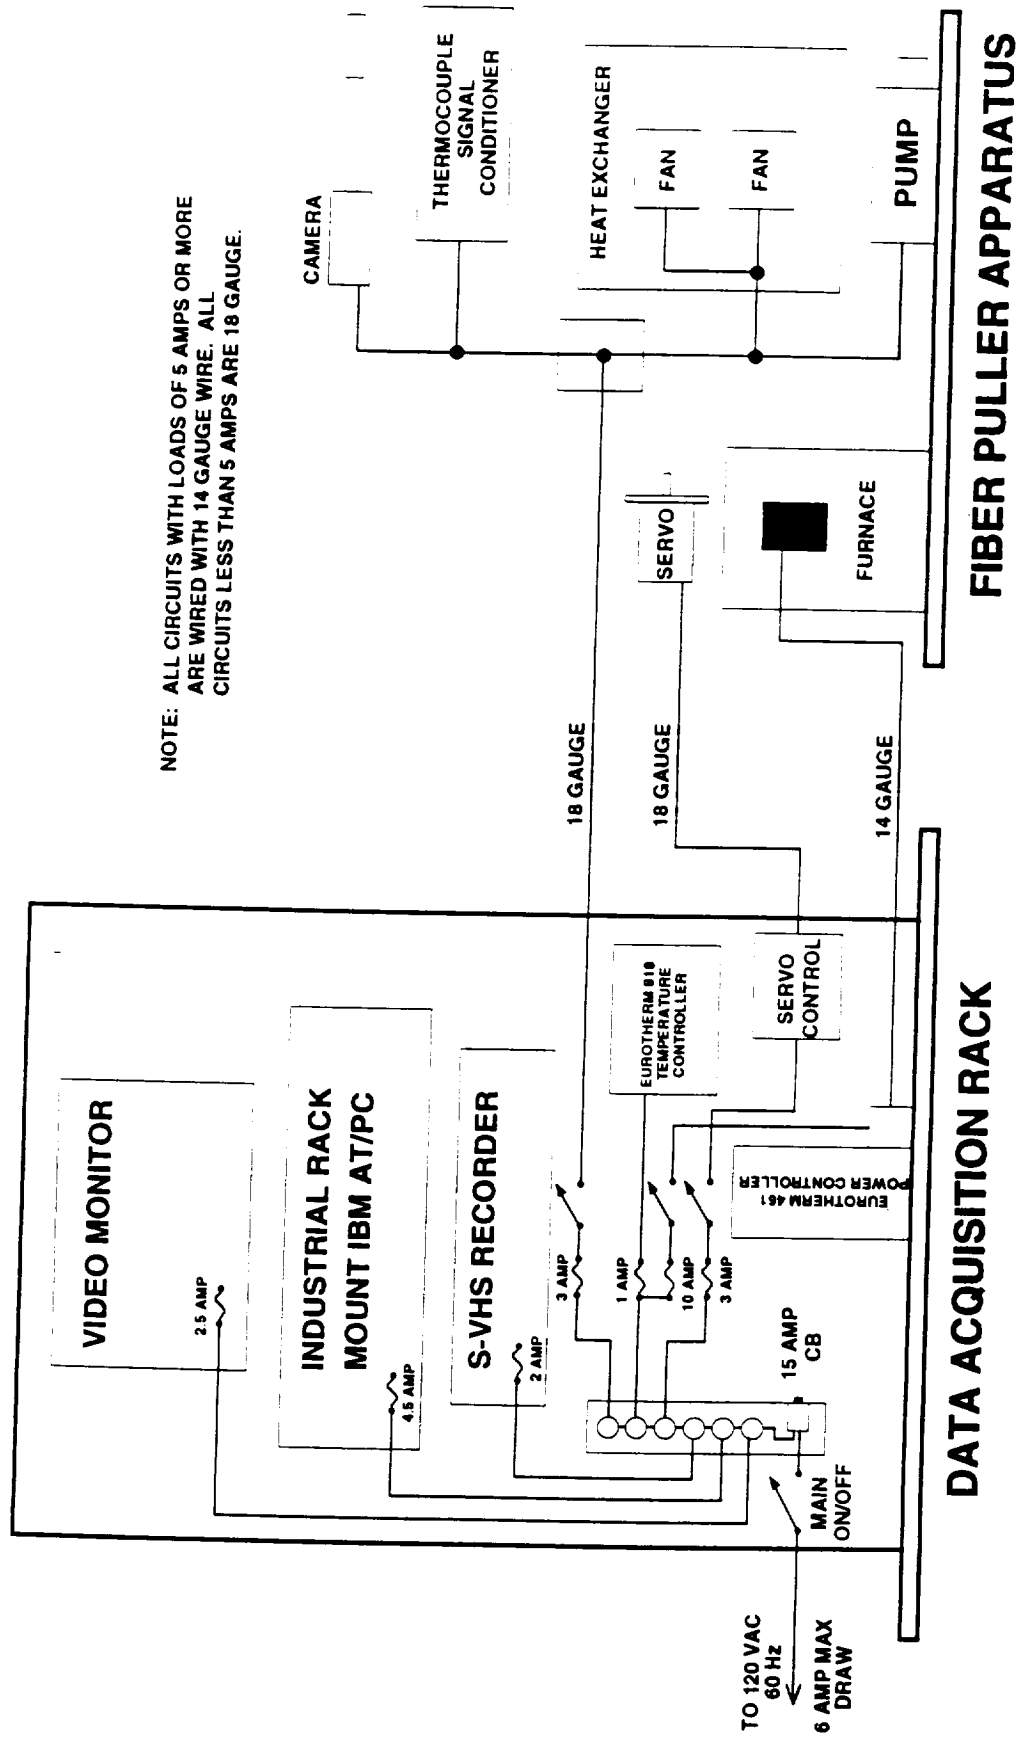 NOTE: ALL CIRCUITS WITH LOADS OF 5 AMPS OR MORE
ARE WIRED WITH 14 GAUGE WIRE. ALL
CIRCUITS LESS THAN 5 AMPS ARE 18 GAUGE.
VIDEO MONITOR
2.5 AMP
INDUSTRIAL RACK
MOUNT IBM AT/PC
4.5 AMP
S-VHS RECORDER
2 AMP
3 AMP
1 AMP
10 AMP
3 AMP
EUROTHERM 818
TEMPERATURE
CONTROLLER
SERVO
CONTROL
EUROTHERM 461
POWER CONTROLLER
15 AMP
CB
MAIN
ON/OFF
TO 120 VAC
60 Hz
6 AMP MAX
DRAW
DATA ACQUISITION RACK
18 GAUGE
18 GAUGE
14 GAUGE
CAMERA
THERMOCOUPLE
SIGNAL
CONDITIONER
HEAT EXCHANGER
FAN
FAN
PUMP
SERVO
FURNACE
FIBER PULLER APPARATUS